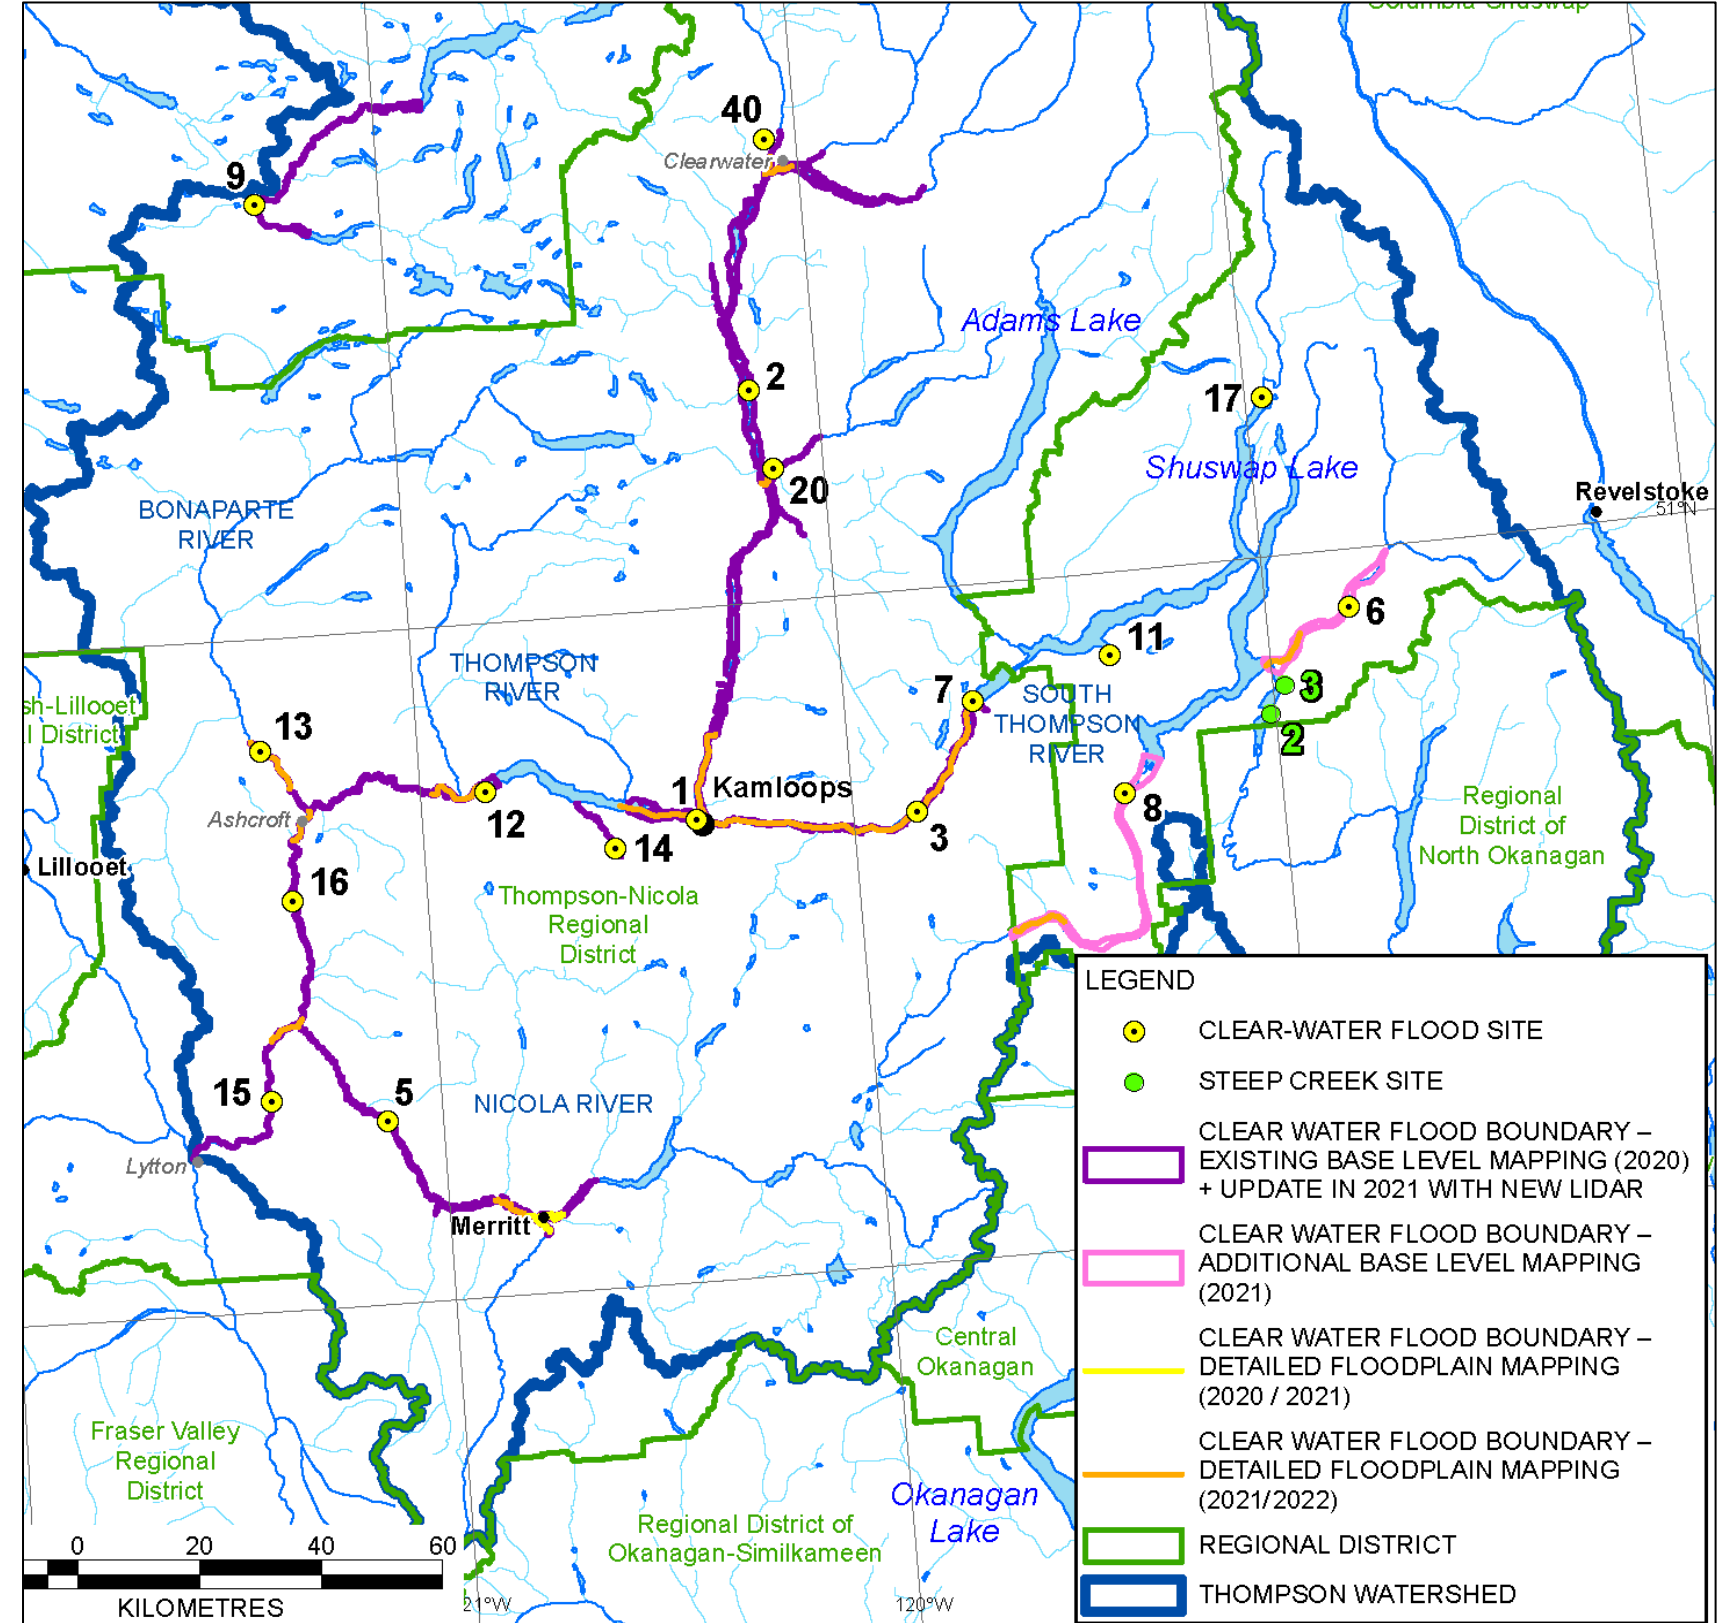 Columbia-Shuswap
40
Clearwater
9
Adams Lake
2
17
Shuswap Lake
20
Revelstoke
51°N
BONAPARTE
RIVER
6
11
THOMPSON
RIVER
7
SOUTH
THOMPSON
RIVER
3
2
sh-Lillooet
l District
13
1
Kamloops
Ashcroft
12
14
3
8
Regional
District of
North Okanagan
Lillooet
16
Thompson-Nicola
Regional
District
15
5
NICOLA RIVER
Lytton
Merritt
Central
Okanagan
Fraser Valley
Regional
District
Okanagan
Lake
Regional District of
Okanagan-Similkameen
0 20 40 60
KILOMETRES
21°W
120°W
LEGEND
CLEAR-WATER FLOOD SITE
STEEP CREEK SITE
CLEAR WATER FLOOD BOUNDARY –
EXISTING BASE LEVEL MAPPING (2020)
+ UPDATE IN 2021 WITH NEW LIDAR
CLEAR WATER FLOOD BOUNDARY –
ADDITIONAL BASE LEVEL MAPPING
(2021)
CLEAR WATER FLOOD BOUNDARY –
DETAILED FLOODPLAIN MAPPING
(2020 / 2021)
CLEAR WATER FLOOD BOUNDARY –
DETAILED FLOODPLAIN MAPPING
(2021/2022)
REGIONAL DISTRICT
THOMPSON WATERSHED